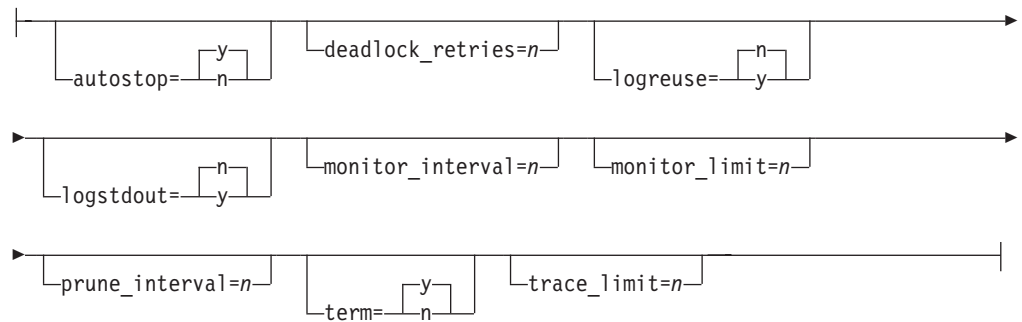 y
autostop= n deadlock_retries=n
n
logreuse= y
n
logstdout= y
monitor_interval=n monitor_limit=n
prune_interval=n
y
term= n
trace_limit=n